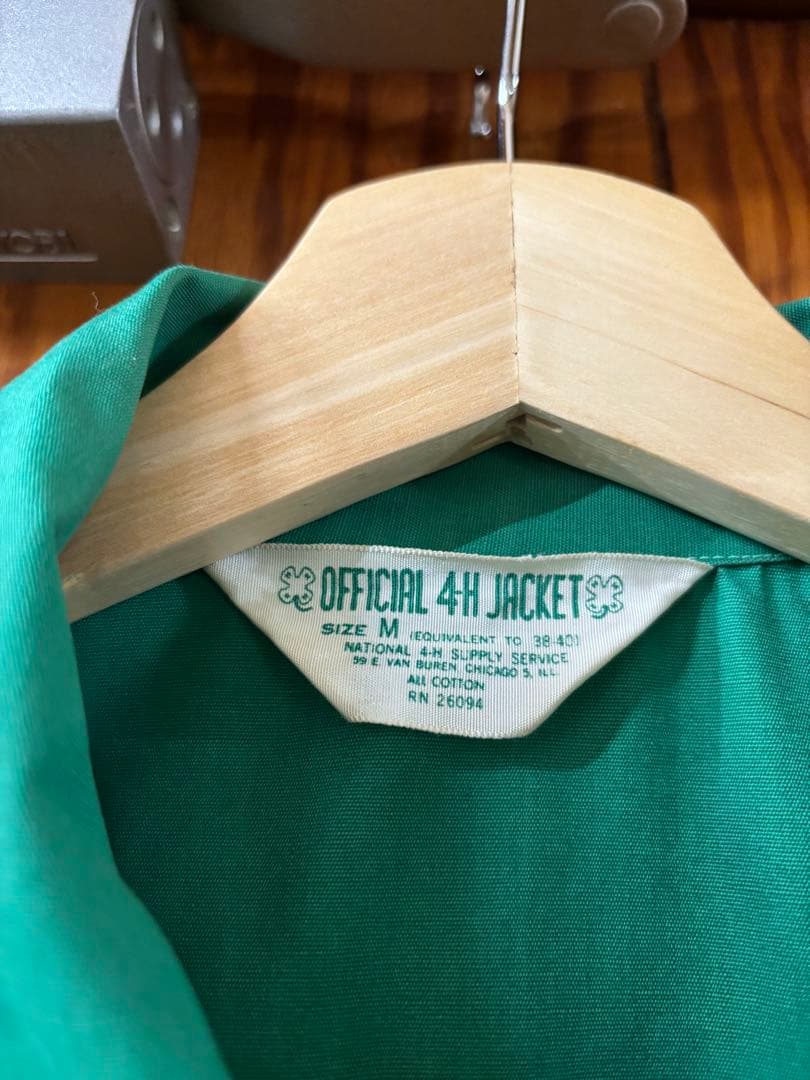 OFFICIAL 4-H JACKET
SIZE M (EQUIVALENT TO 38-40)
NATIONAL 4-H SUPPLY SERVICE
59 E. VAN BUREN CHICAGO 5, ILL.
ALL COTTON
RN 26094